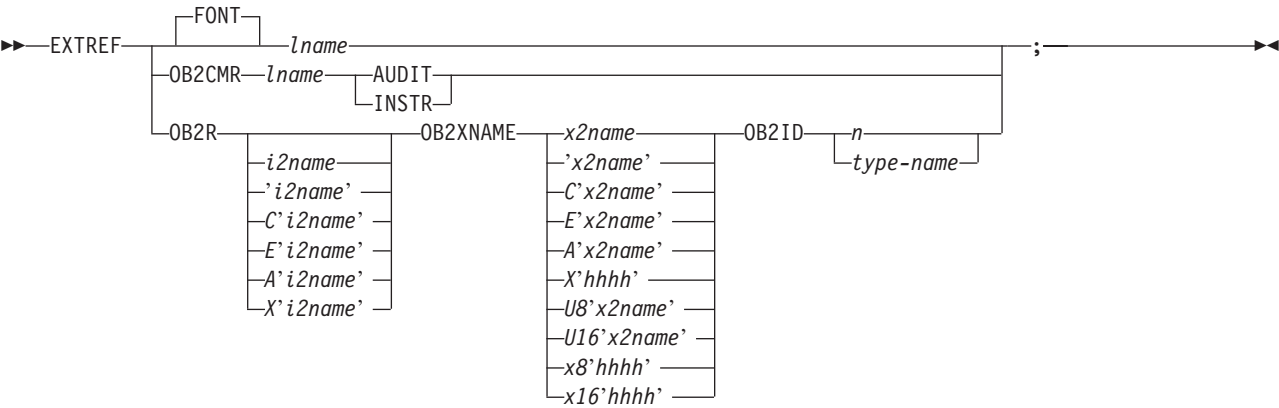 FONT
EXTREF lname ;
OB2CMR lname AUDIT
INSTR
OB2R OB2XNAME x2name OB2ID n
i2name ’x2name’ type-name
’i2name’ C’x2name’
C’i2name’ E’x2name’
E’i2name’ A’x2name’
A’i2name’ X’hhhh’
X’i2name’ U8’x2name’
U16’x2name’
x8’hhhh’
x16’hhhh’